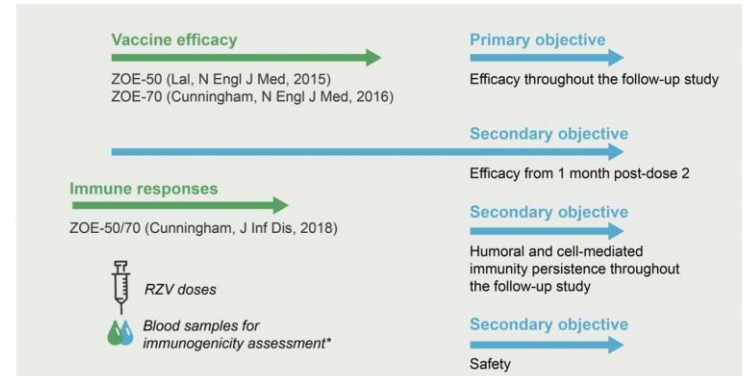 Vaccine efficacy
ZOE-50 (Lal, N Engl J Med, 2015)
ZOE-70 (Cunningham, N Engl J Med, 2016)
Primary objective
Efficacy throughout the follow-up study
Secondary objective
Efficacy from 1 month post-dose 2
Immune responses
ZOE-50/70 (Cunningham, J Inf Dis, 2018)
Secondary objective
Humoral and cell-mediated
immunity persistence throughout
the follow-up study
RZV doses
Blood samples for
immunogenicity assessment*
Secondary objective
Safety